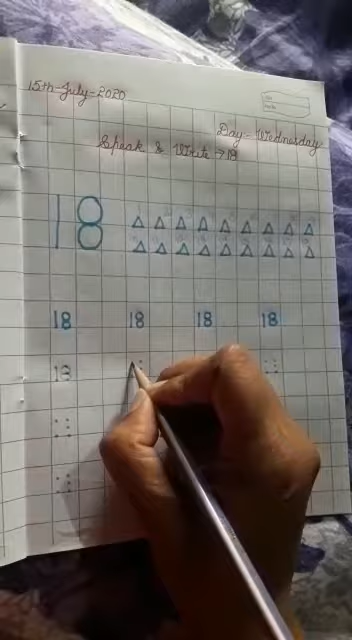 15th-July-2020
Day-Wednesday
Speak & Write → 18
18
18 18 18 18
18